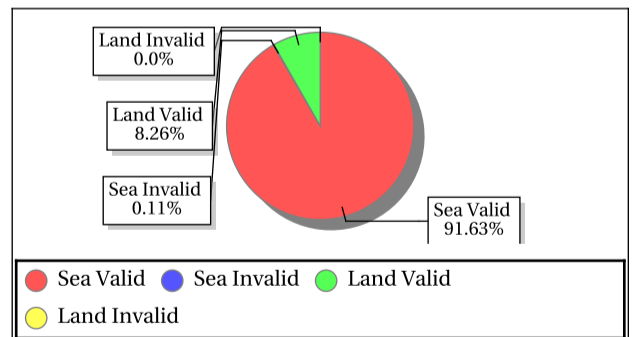 Land Invalid
0.0%
Land Valid
8.26%
Sea Invalid
0.11%
Sea Valid
91.63%
Sea Valid Sea Invalid Land Valid
Land Invalid